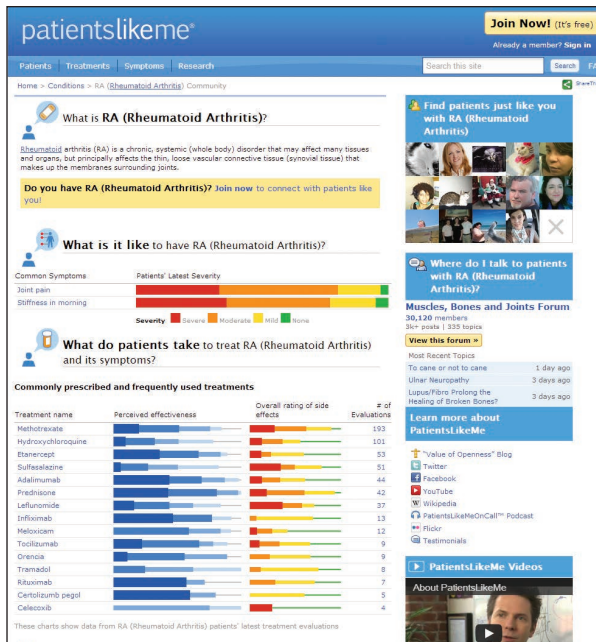 patientslikeme®
Join Now! (It's free)
Already a member? Sign in
Patients Treatments Symptoms Research
Search this site Search FA
Home > Conditions > RA (Rheumatoid Arthritis) Community
ShareTh
What is RA (Rheumatoid Arthritis)?
Rheumatoid arthritis (RA) is a chronic, systemic (whole body) disorder that may affect many tissues
and organs, but principally affects the thin, loose vascular connective tissue (synovial tissue) that
makes up the membranes surrounding joints.
Do you have RA (Rheumatoid Arthritis)? Join now to connect with patients like
you!
What is it like to have RA (Rheumatoid Arthritis)?
Common Symptoms Patients' Latest Severity
Joint pain
Stiffness in morning
Severity Severe Moderate Mild None
What do patients take to treat RA (Rheumatoid Arthritis)
and its symptoms?
Commonly prescribed and frequently used treatments
Treatment name Perceived effectiveness Overall rating of side effects # of Evaluations
Methotrexate 193
Hydroxychloroquine 101
Etanercept 53
Sulfasalazine 51
Adalimumab 44
Prednisone 42
Leflunomide 37
Infliximab 13
Meloxicam 12
Tocilizumab 9
Orencia 9
Tramadol 8
Rituximab 7
Certolizumb pegol 5
Celecoxib 4
These charts show data from RA (Rheumatoid Arthritis) patients' latest treatment evaluations
Find patients just like you
with RA (Rheumatoid
Arthritis)
Where do I talk to patients
with RA (Rheumatoid
Arthritis)?
Muscles, Bones and Joints Forum
30,120 members
3k+ posts | 335 topics
View this forum »
Most Recent Topics
To cane or not to cane 1 day ago
Ulnar Neuropathy 3 days ago
Lupus/Fibro Prolong the
Healing of Broken Bones? 3 days ago
Learn more about
PatientsLikeMe
"Value of Openness" Blog
Twitter
Facebook
YouTube
W Wikipedia
PatientsLikeMeOnCall™ Podcast
Flickr
Testimonials
PatientsLikeMe Videos
About PatientsLikeMe